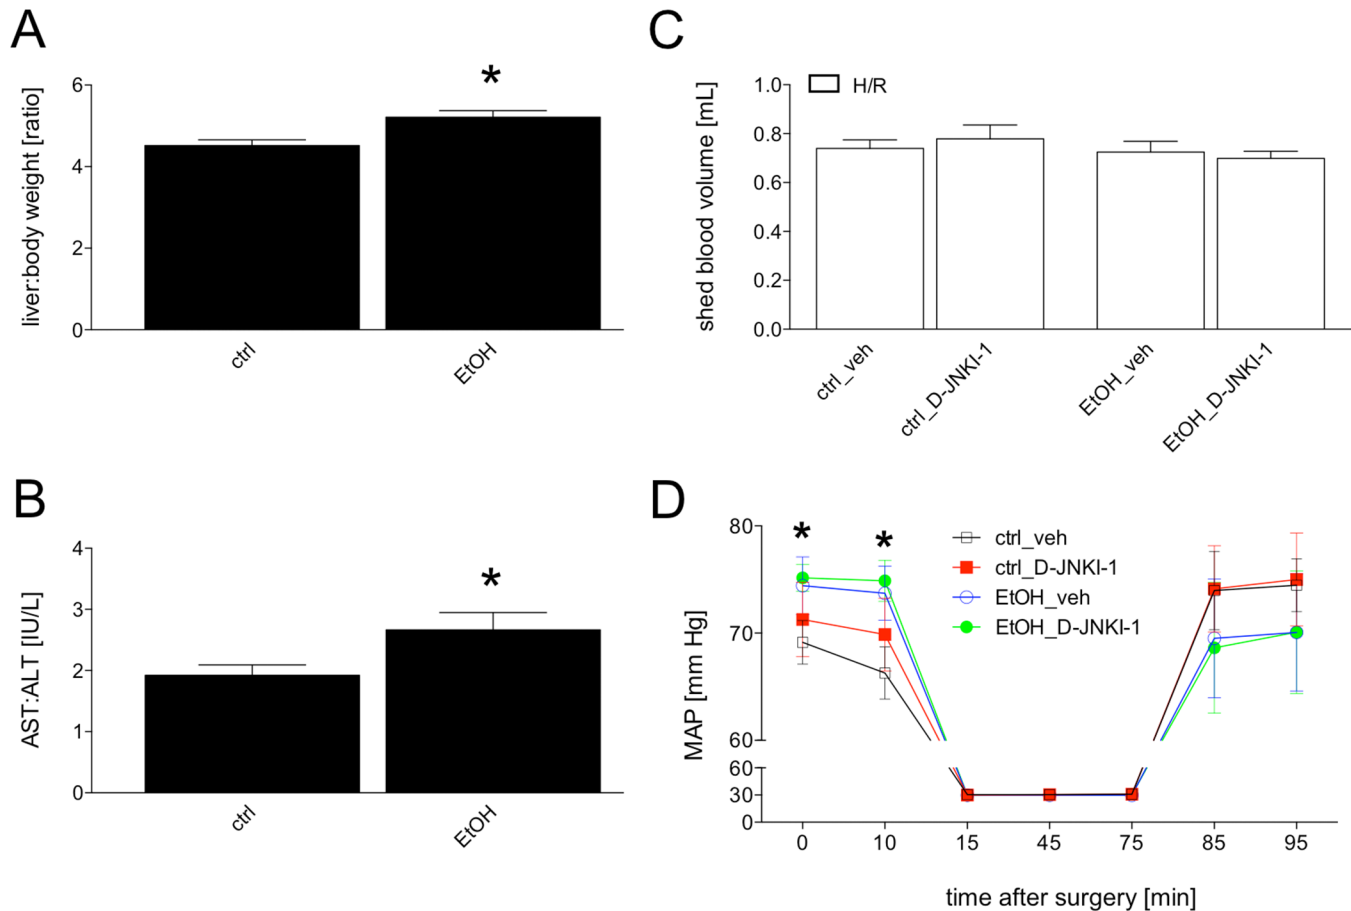 A
6
4
2
0
liver:body weight [ratio]
*
ctrl
EtOH
C
1.0
0.8
0.6
0.4
0.2
0.0
shed blood volume [mL]
H/R
ctrl_veh
ctrl_D-JNKI-1
EtOH_veh
EtOH_D-JNKI-1
B
4
3
2
1
0
AST:ALT [IU/L]
*
ctrl
EtOH
D
80
70
60
60
30
0
MAP [mm Hg]
* *
ctrl_veh
ctrl_D-JNKI-1
EtOH_veh
EtOH_D-JNKI-1
0 10 15 45 75 85 95
time after surgery [min]